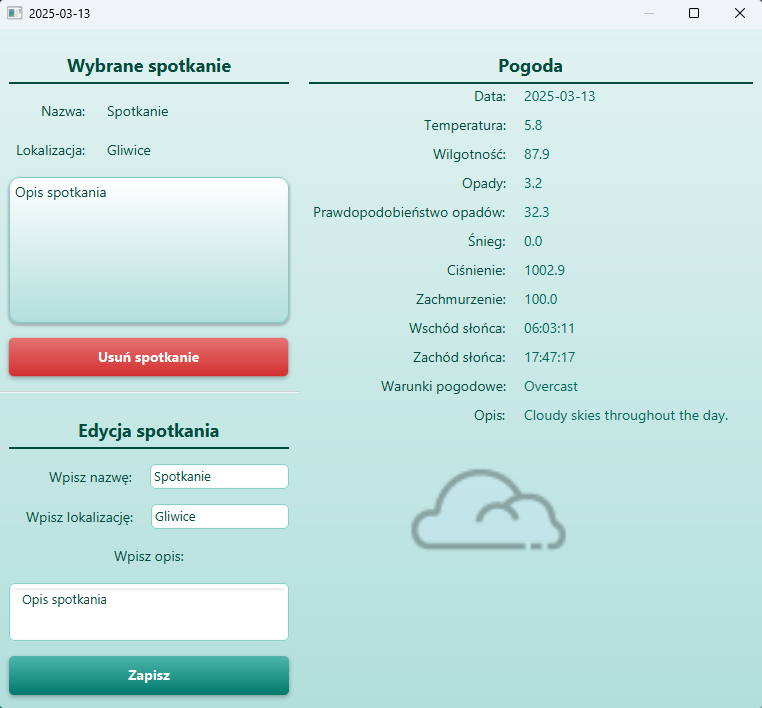 2025-03-13
Wybrane spotkanie
Nazwa: Spotkanie
Lokalizacja: Gliwice
Opis spotkania
Usuń spotkanie
Edycja spotkania
Wpisz nazwę: Spotkanie
Wpisz lokalizację: Gliwice
Wpisz opis:
Opis spotkania
Zapisz
Pogoda
Data: 2025-03-13
Temperatura: 5.8
Wilgotność: 87.9
Opady: 3.2
Prawdopodobieństwo opadów: 32.3
Śnieg: 0.0
Ciśnienie: 1002.9
Zachmurzenie: 100.0
Wschód słońca: 06:03:11
Zachód słońca: 17:47:17
Warunki pogodowe: Overcast
Opis: Cloudy skies throughout the day.